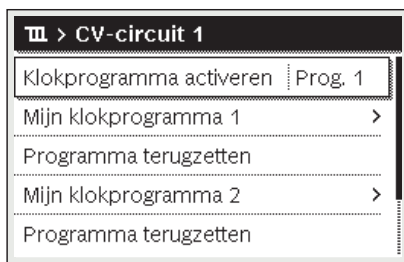 > CV-circuit 1
Klokprogramma activeren Prog. 1
Mijn klokprogramma 1 >
Programma terugzetten
Mijn klokprogramma 2 >
Programma terugzetten